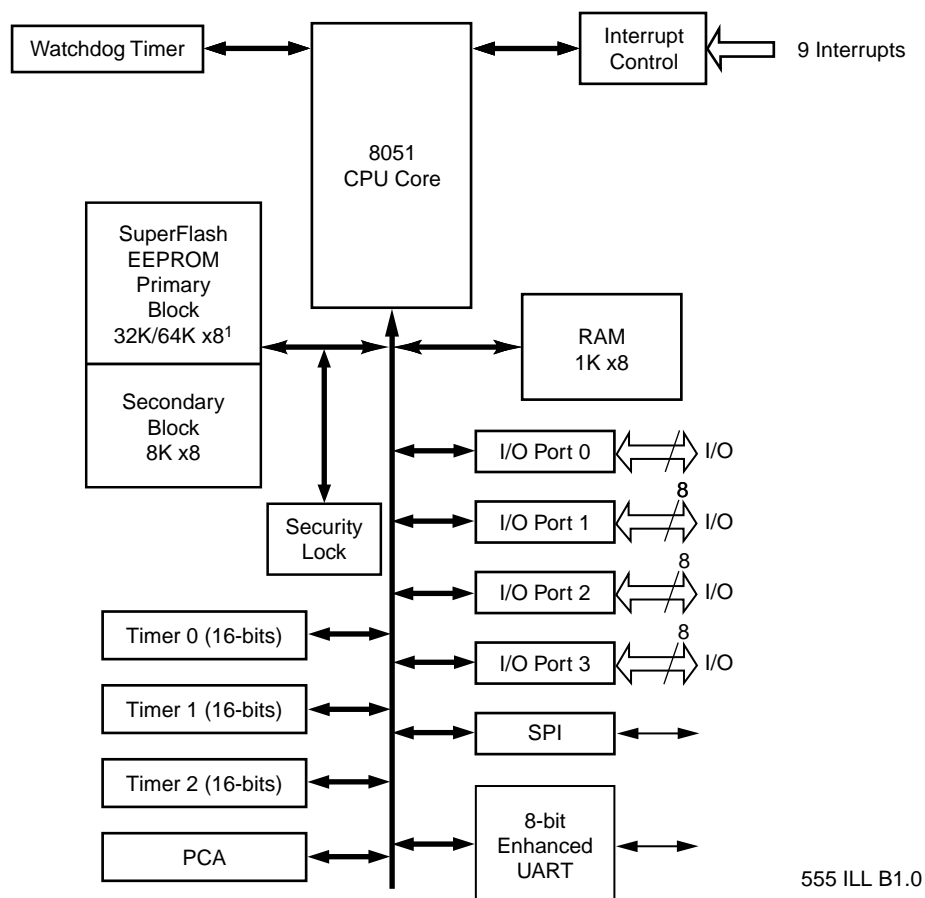 Watchdog Timer
Interrupt
Control
9 Interrupts
8051
CPU Core
SuperFlash
EEPROM
Primary
Block
32K/64K x8¹
Secondary
Block
8K x8
RAM
1K x8
Security
Lock
I/O Port 0
I/O
I/O Port 1
8
I/O
I/O Port 2
8
I/O
I/O Port 3
8
I/O
Timer 0 (16-bits)
Timer 1 (16-bits)
Timer 2 (16-bits)
PCA
SPI
8-bit
Enhanced
UART
555 ILL B1.0